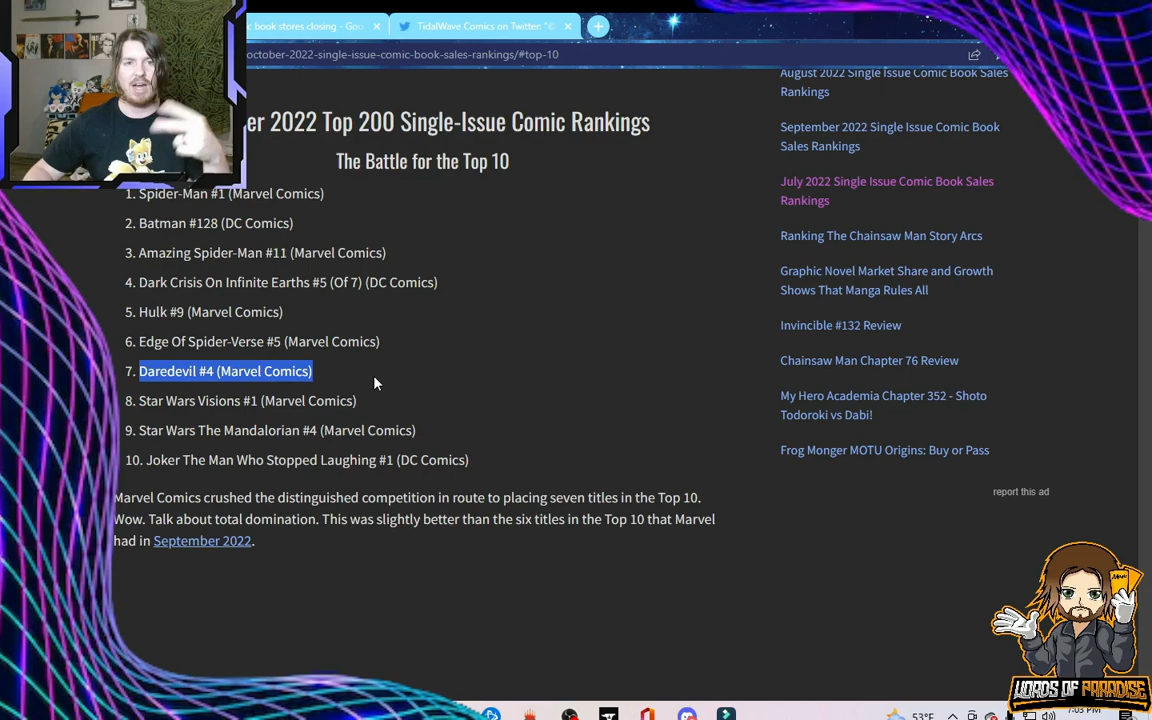 c book stores closing - Goo
TidalWave Comics on Twitter: "©
october-2022-single-issue-comic-book-sales-rankings/#top-10
er 2022 Top 200 Single-Issue Comic Rankings
The Battle for the Top 10
1. Spider-Man #1 (Marvel Comics)
2. Batman #128 (DC Comics)
3. Amazing Spider-Man #11 (Marvel Comics)
4. Dark Crisis On Infinite Earths #5 (Of 7) (DC Comics)
5. Hulk #9 (Marvel Comics)
6. Edge Of Spider-Verse #5 (Marvel Comics)
7. Daredevil #4 (Marvel Comics)
8. Star Wars Visions #1 (Marvel Comics)
9. Star Wars The Mandalorian #4 (Marvel Comics)
10. Joker The Man Who Stopped Laughing #1 (DC Comics)
Marvel Comics crushed the distinguished competition in route to placing seven titles in the Top 10.
Wow. Talk about total domination. This was slightly better than the six titles in the Top 10 that Marvel
had in September 2022.
August 2022 Single Issue Comic Book Sales
Rankings
September 2022 Single Issue Comic Book
Sales Rankings
July 2022 Single Issue Comic Book Sales
Rankings
Ranking The Chainsaw Man Story Arcs
Graphic Novel Market Share and Growth
Shows That Manga Rules All
Invincible #132 Review
Chainsaw Man Chapter 76 Review
My Hero Academia Chapter 352 - Shoto
Todoroki vs Dabi!
Frog Monger MOTU Origins: Buy or Pass
report this ad
WORDS OF PARADISE
53°F
7:03 PM